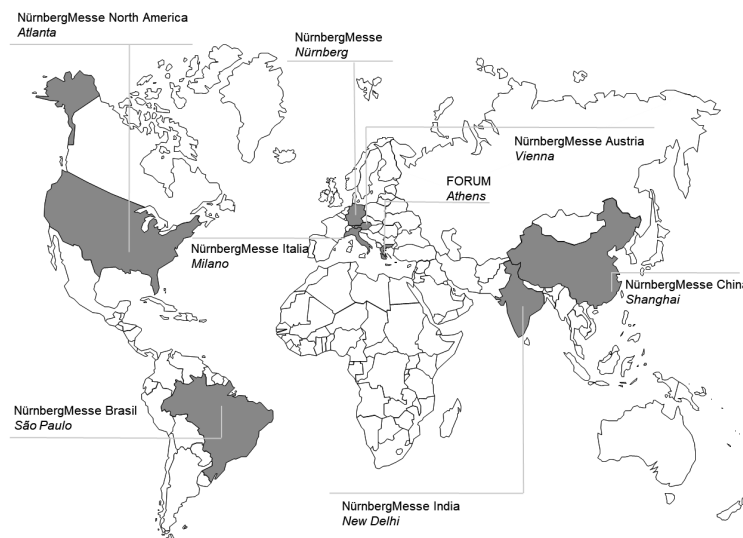 NürnbergMesse North America
Atlanta
NürnbergMesse
Nürnberg
NürnbergMesse Austria
Vienna
FORUM
Athens
NürnbergMesse Italia
Milano
NürnbergMesse China
Shanghai
NürnbergMesse Brasil
São Paulo
NürnbergMesse India
New Delhi